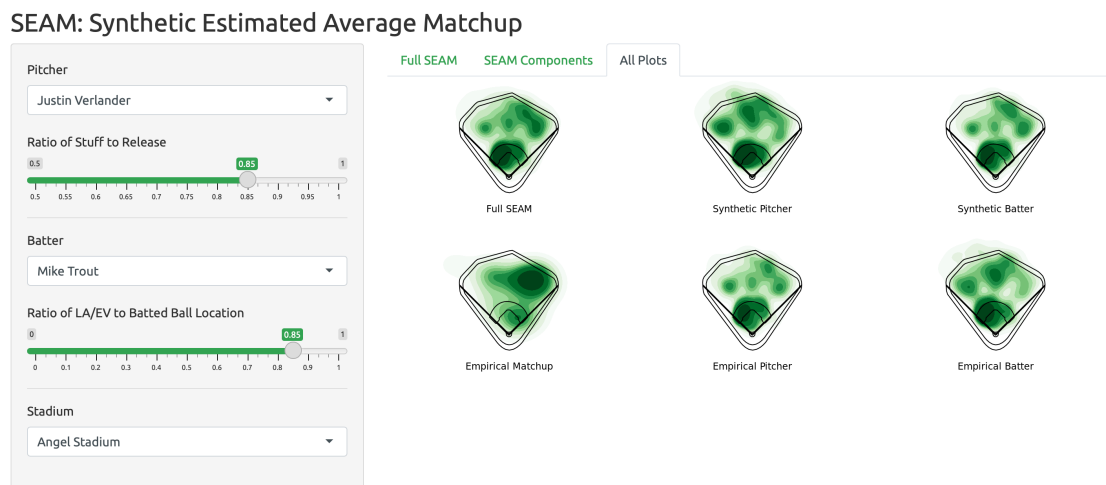 SEAM: Synthetic Estimated Average Matchup
Pitcher
Justin Verlander
Ratio of Stuff to Release
0.5 0.85 1
0.5 0.55 0.6 0.65 0.7 0.75 0.8 0.85 0.9 0.95 1
Batter
Mike Trout
Ratio of LA/EV to Batted Ball Location
0 0.85 1
0 0.1 0.2 0.3 0.4 0.5 0.6 0.7 0.8 0.9 1
Stadium
Angel Stadium
Full SEAM SEAM Components All Plots
Full SEAM Synthetic Pitcher Synthetic Batter
Empirical Matchup Empirical Pitcher Empirical Batter